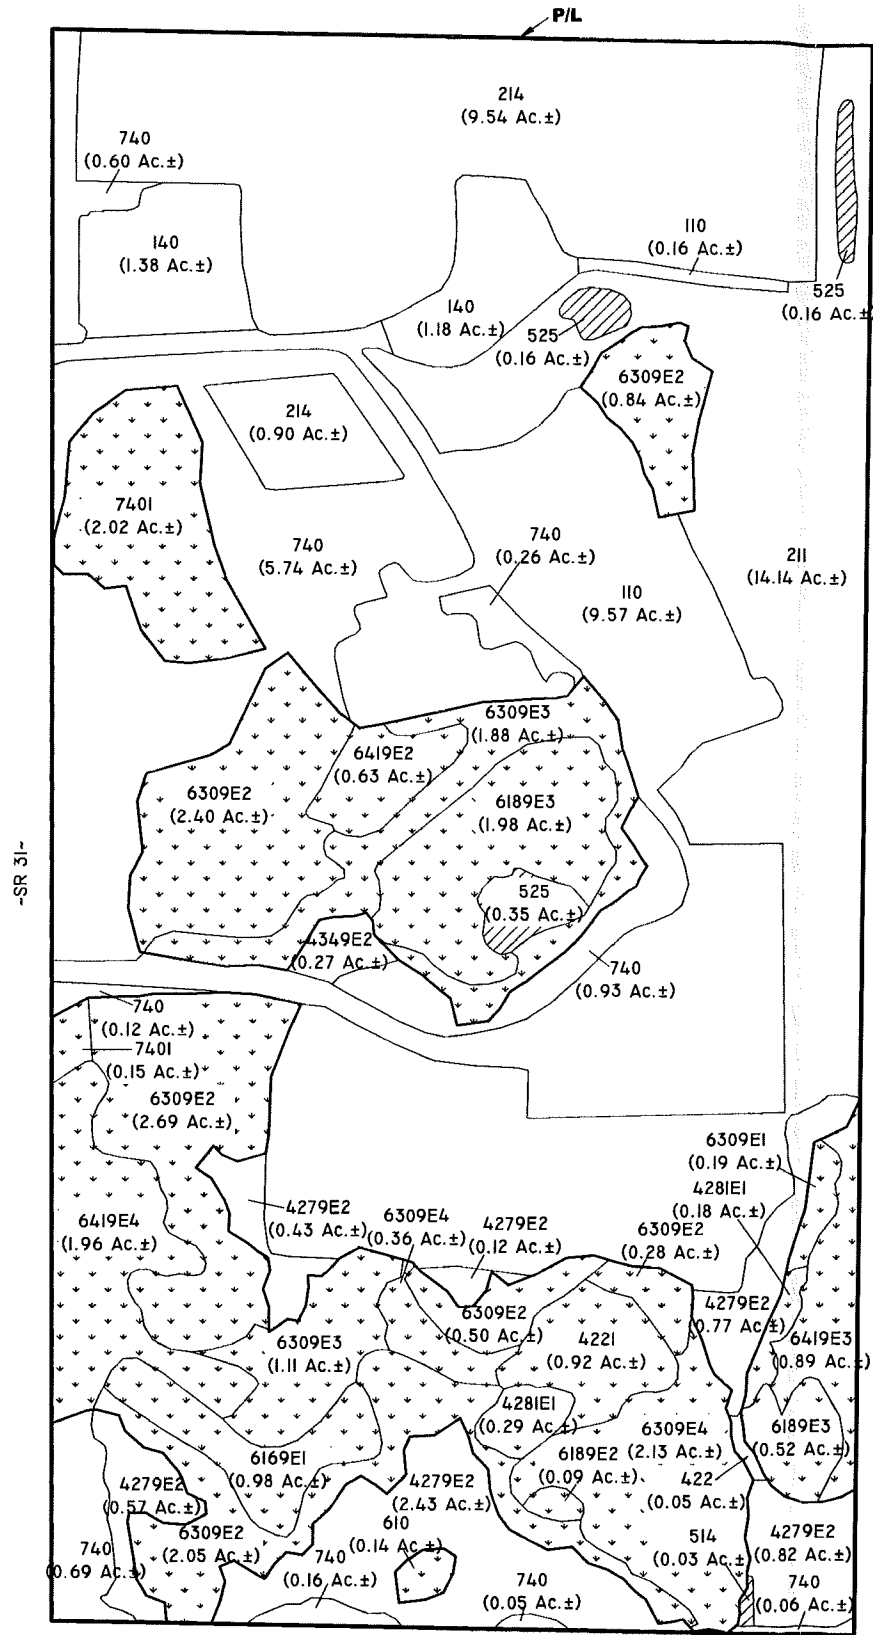 P/L
214
(9.54 Ac.±)
740
(0.60 Ac.±)
110
(0.16 Ac.±)
140
(1.38 Ac.±)
525
(0.16 Ac.±
140
(1.18 Ac.±)
525
(0.16 Ac.±)
6309E2
(0.84 Ac.±)
214
(0.90 Ac.±)
7401
(2.02 Ac.±)
740
(5.74 Ac.±)
740
(0.26 Ac.±)
211
(14.14 Ac.±)
110
(9.57 Ac.±)
6309E3
(1.88 Ac.±)
6419E2
(0.63 Ac.±)
6309E2
(2.40 Ac.±)
6189E3
(1.98 Ac.±)
~SR 31~
525
(0.35 Ac.±)
4349E2
(0.27 Ac.±)
740
(0.93 Ac.±)
740
(0.12 Ac.±)
7401
(0.15 Ac.±)
6309E2
(2.69 Ac.±)
6309E1
(0.19 Ac.±)
4281E1
(0.18 Ac.±)
4279E2
(0.43 Ac.±)
6309E4
(0.36 Ac.±)
4279E2
(0.12 Ac.±)
6309E2
(0.28 Ac.±)
6419E4
(1.96 Ac.±)
4279E2
(0.77 Ac.±)
6309E2
(0.50 Ac.±)
6309E3
(1.11 Ac.±)
4221
(0.92 Ac.±)
6419E3
(0.89 Ac.±)
4281E1
(0.29 Ac.±)
6309E4
(2.13 Ac.±)
6189E3
(0.52 Ac.±)
6169E1
(0.98 Ac.±)
6189E2
(0.09 Ac.±)
4279E2
(0.57 Ac.±)
4279E2
(2.43 Ac.±)
422
(0.05 Ac.±)
6309E2
(2.05 Ac.±)
610
(0.14 Ac.±)
514
(0.03 Ac.±)
4279E2
(0.82 Ac.±)
740
(0.69 Ac.±)
740
(0.16 Ac.±)
740
(0.05 Ac.±)
740
(0.06 Ac.±)